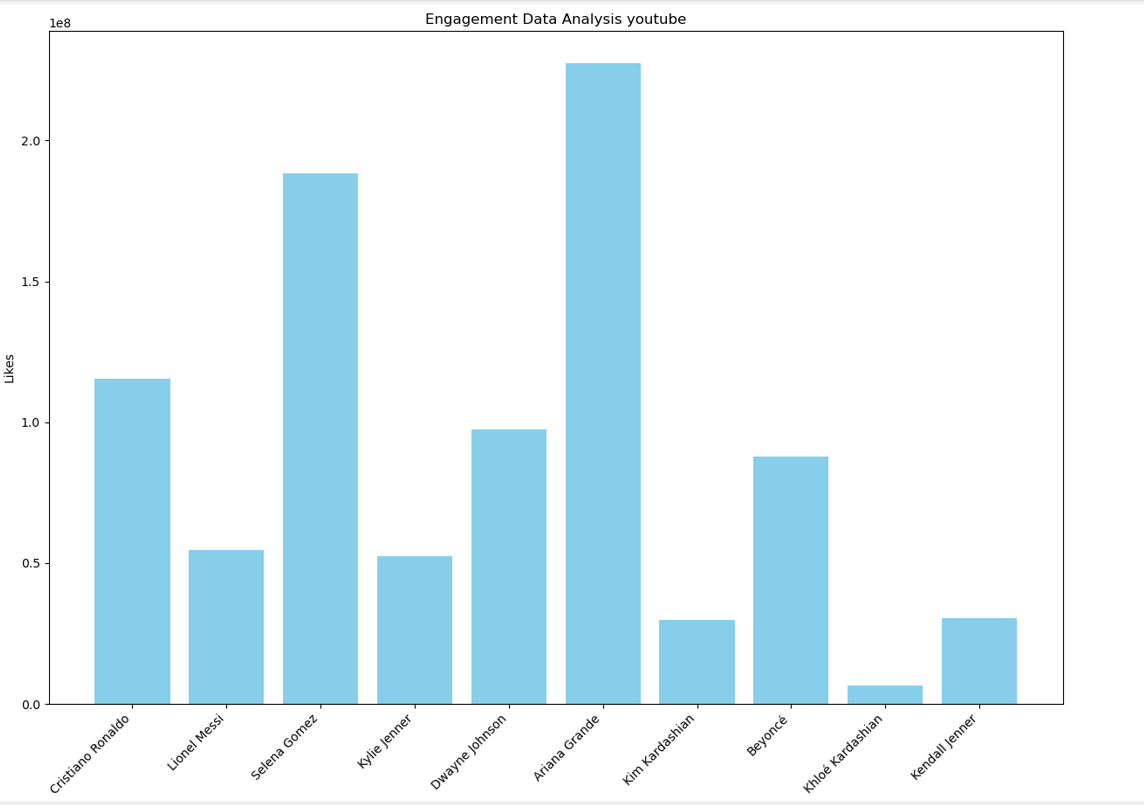 Engagement Data Analysis youtube
1e8
2.0
1.5
1.0
0.5
0.0
Likes
Cristiano Ronaldo
Lionel Messi
Selena Gomez
Kylie Jenner
Dwayne Johnson
Ariana Grande
Kim Kardashian
Beyoncé
Khloé Kardashian
Kendall Jenner